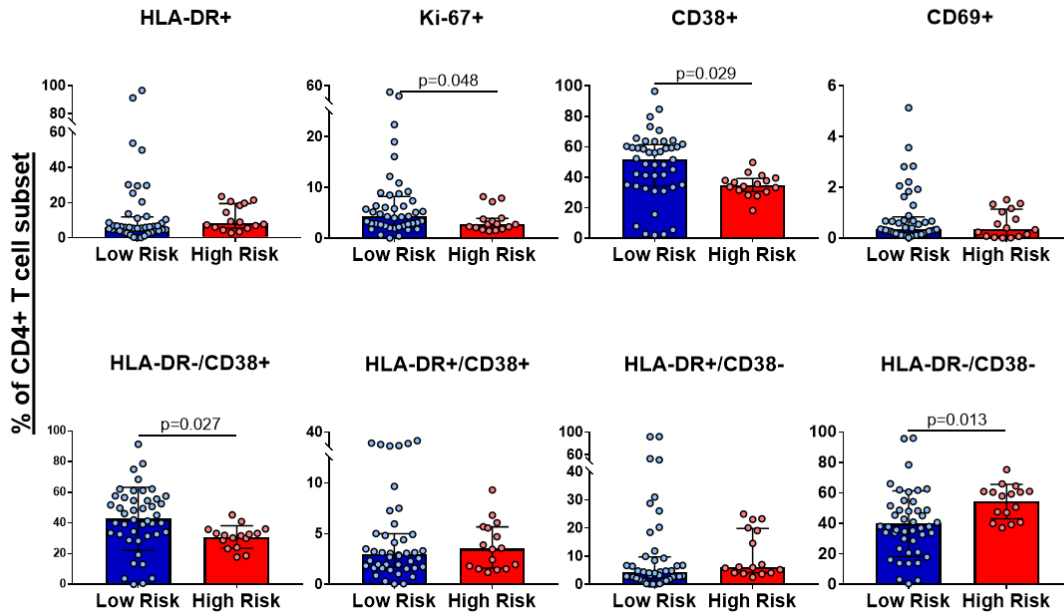 % of CD4+ T cell subset
HLA-DR+
100
80
60
40
20
0
Low Risk High Risk
Ki-67+
p=0.048
60
40
20
10
5
0
Low Risk High Risk
CD38+
p=0.029
100
80
60
40
20
0
Low Risk High Risk
CD69+
6
4
2
0
Low Risk High Risk
HLA-DR-/CD38+
p=0.027
100
80
60
40
20
0
Low Risk High Risk
HLA-DR+/CD38+
40
20
10
5
0
Low Risk High Risk
HLA-DR+/CD38-
100
80
60
40
30
20
10
0
Low Risk High Risk
HLA-DR-/CD38-
p=0.013
100
80
60
40
20
0
Low Risk High Risk